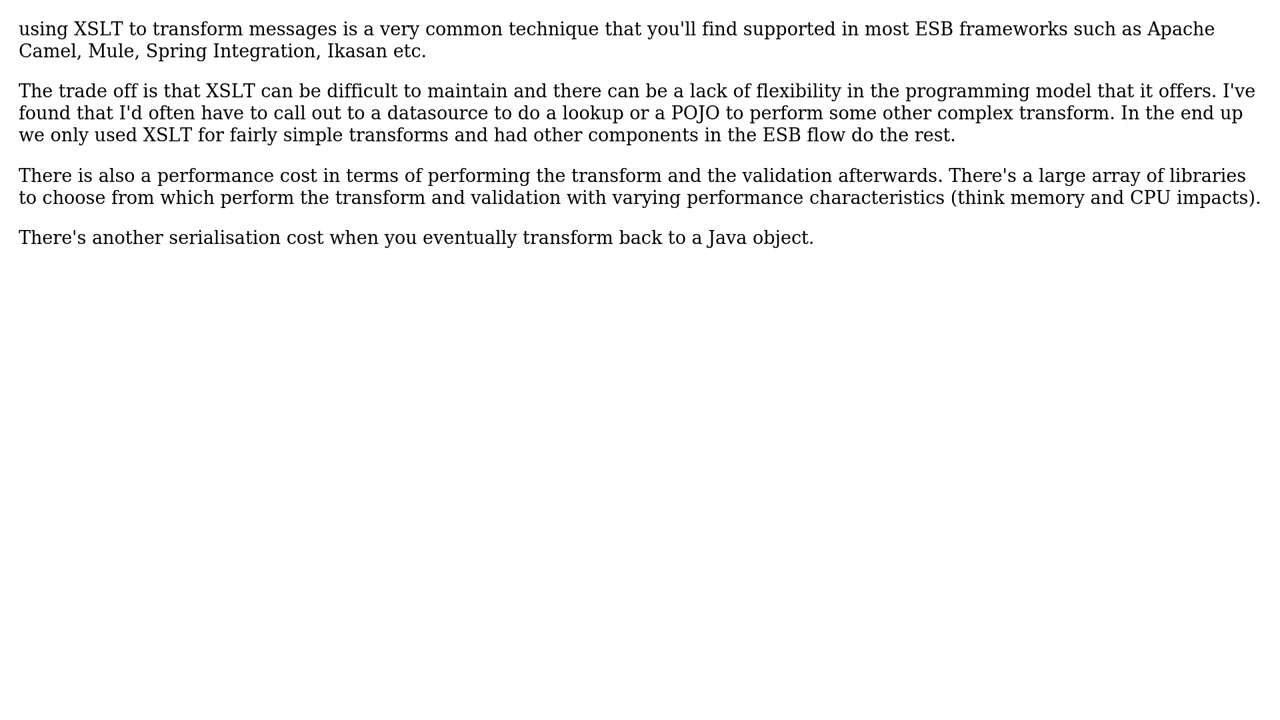 using XSLT to transform messages is a very common technique that you'll find supported in most ESB frameworks such as Apache
Camel, Mule, Spring Integration, Ikasan etc.
The trade off is that XSLT can be difficult to maintain and there can be a lack of flexibility in the programming model that it offers. I've
found that I'd often have to call out to a datasource to do a lookup or a POJO to perform some other complex transform. In the end up
we only used XSLT for fairly simple transforms and had other components in the ESB flow do the rest.
There is also a performance cost in terms of performing the transform and the validation afterwards. There's a large array of libraries
to choose from which perform the transform and validation with varying performance characteristics (think memory and CPU impacts).
There's another serialisation cost when you eventually transform back to a Java object.